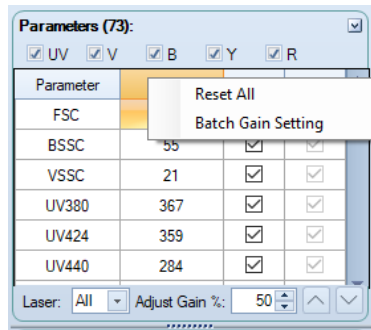 Parameters (73):
UV V B Y R
Parameter
Reset All
FSC
Batch Gain Setting
BSSC 55
VSSC 21
UV380 367
UV424 359
UV440 284
Laser: All Adjust Gain %: 50